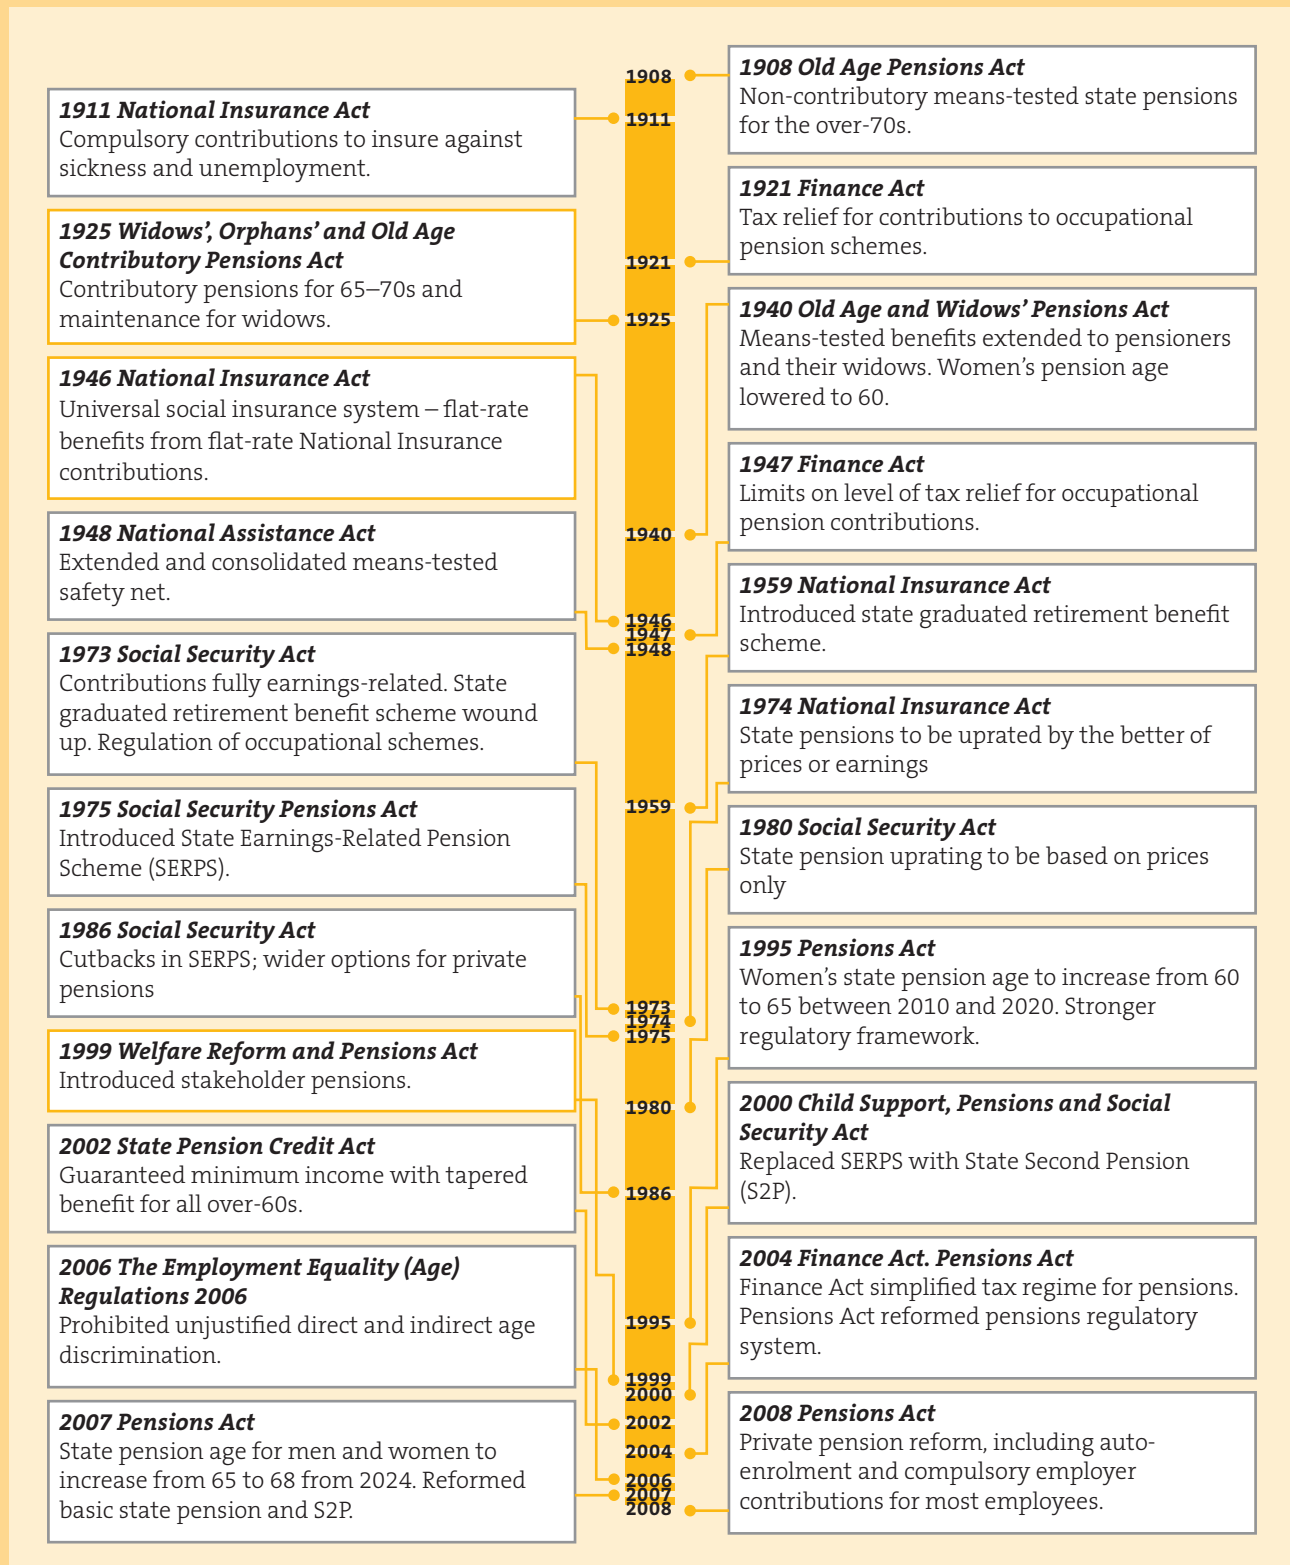 1911 National Insurance Act
Compulsory contributions to insure against
sickness and unemployment.
1925 Widows’, Orphans’ and Old Age
Contributory Pensions Act
Contributory pensions for 65–70s and
maintenance for widows.
1946 National Insurance Act
Universal social insurance system – flat-rate
benefits from flat-rate National Insurance
contributions.
1948 National Assistance Act
Extended and consolidated means-tested
safety net.
1973 Social Security Act
Contributions fully earnings-related. State
graduated retirement benefit scheme wound
up. Regulation of occupational schemes.
1975 Social Security Pensions Act
Introduced State Earnings-Related Pension
Scheme (SERPS).
1986 Social Security Act
Cutbacks in SERPS; wider options for private
pensions
1999 Welfare Reform and Pensions Act
Introduced stakeholder pensions.
2002 State Pension Credit Act
Guaranteed minimum income with tapered
benefit for all over-60s.
2006 The Employment Equality (Age)
Regulations 2006
Prohibited unjustified direct and indirect age
discrimination.
2007 Pensions Act
State pension age for men and women to
increase from 65 to 68 from 2024. Reformed
basic state pension and S2P.
1908
1911
1921
1925
1940
1946
1947
1948
1959
1973
1974
1975
1980
1986
1995
1999
2000
2002
2004
2006
2007
2008
1908 Old Age Pensions Act
Non-contributory means-tested state pensions
for the over-70s.
1921 Finance Act
Tax relief for contributions to occupational
pension schemes.
1940 Old Age and Widows’ Pensions Act
Means-tested benefits extended to pensioners
and their widows. Women’s pension age
lowered to 60.
1947 Finance Act
Limits on level of tax relief for occupational
pension contributions.
1959 National Insurance Act
Introduced state graduated retirement benefit
scheme.
1974 National Insurance Act
State pensions to be uprated by the better of
prices or earnings
1980 Social Security Act
State pension uprating to be based on prices
only
1995 Pensions Act
Women’s state pension age to increase from 60
to 65 between 2010 and 2020. Stronger
regulatory framework.
2000 Child Support, Pensions and Social
Security Act
Replaced SERPS with State Second Pension
(S2P).
2004 Finance Act. Pensions Act
Finance Act simplified tax regime for pensions.
Pensions Act reformed pensions regulatory
system.
2008 Pensions Act
Private pension reform, including auto-
enrolment and compulsory employer
contributions for most employees.